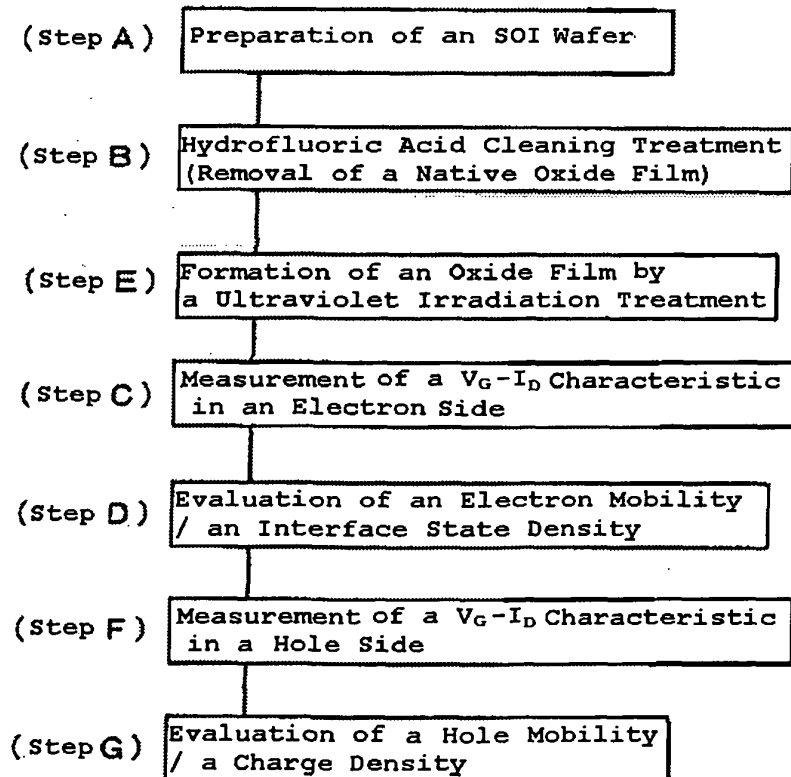 (Step A) Preparation of an SOI Wafer
(Step B) Hydrofluoric Acid Cleaning Treatment
(Removal of a Native Oxide Film)
(Step E) Formation of an Oxide Film by
a Ultraviolet Irradiation Treatment
(Step C) Measurement of a VG-ID Characteristic
in an Electron Side
(Step D) Evaluation of an Electron Mobility
/ an Interface State Density
(Step F) Measurement of a VG-ID Characteristic
in a Hole Side
(Step G) Evaluation of a Hole Mobility
/ a Charge Density